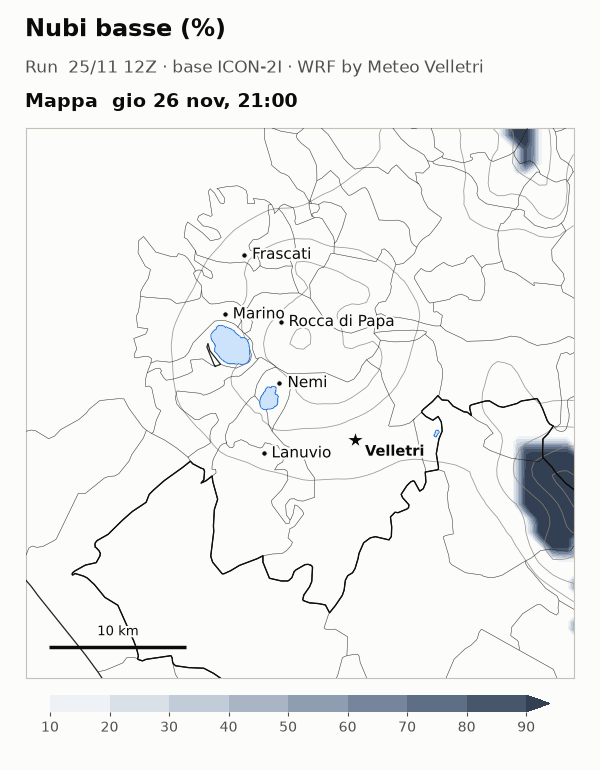 Nubi basse (%)
Run  25/11 12Z · base ICON-2I · WRF by Meteo Velletri
Mappa  gio 26 nov, 21:00
Frascati
Marino
Rocca di Papa
Nemi
Velletri
Lanuvio
10 km
10 20 30 40 50 60 70 80 90